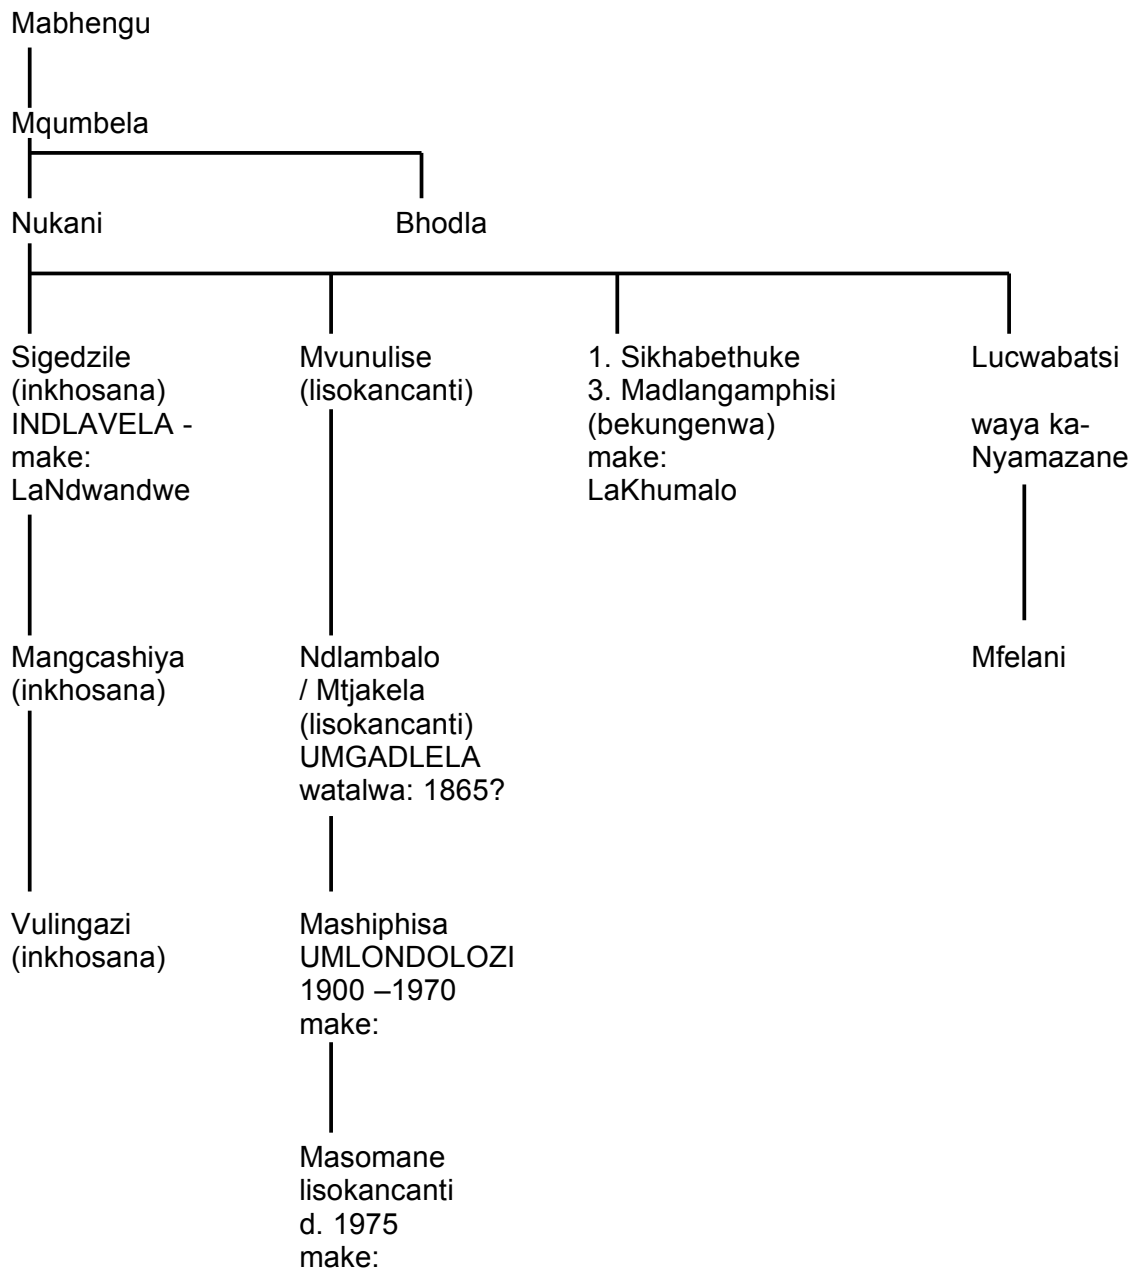 Mabhengu
Mqumbela
Nukani
Bhodla
Sigedzile
(inkhosana)
INDLAVELA -
make:
LaNdwandwe
Mvunulise
(lisokancanti)
1. Sikhabethuke
3. Madlangamphisi
(bekungenwa)
make:
LaKhumalo
Lucwabatsi
waya ka-
Nyamazane
Mangcashiya
(inkhosana)
Ndlambalo
/ Mtjakela
(lisokancanti)
UMGADLELA
watalwa: 1865?
Mfelani
Vulingazi
(inkhosana)
Mashiphisa
UMLONDOLOZI
1900 –1970
make:
Masomane
lisokancanti
d. 1975
make: